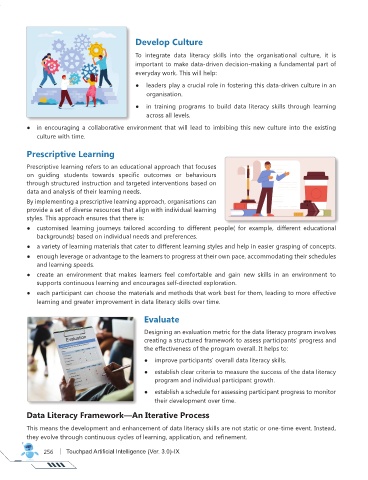 Develop Culture
To integrate data literacy skills into the organisational culture, it is
important to make data-driven decision-making a fundamental part of
everyday work. This will help:
● leaders play a crucial role in fostering this data-driven culture in an
organisation.
● in training programs to build data literacy skills through learning
across all levels.
● in encouraging a collaborative environment that will lead to imbibing this new culture into the existing
culture with time.
Prescriptive Learning
Prescriptive learning refers to an educational approach that focuses
on guiding students towards specific outcomes or behaviours
through structured instruction and targeted interventions based on
data and analysis of their learning needs.
By implementing a prescriptive learning approach, organisations can
provide a set of diverse resources that align with individual learning
styles. This approach ensures that there is:
● customised learning journeys tailored according to different people( for example, different educational
backgrounds) based on individual needs and preferences.
● a variety of learning materials that cater to different learning styles and help in easier grasping of concepts.
● enough leverage or advantage to the learners to progress at their own pace, accommodating their schedules
and learning speeds.
● create an environment that makes learners feel comfortable and gain new skills in an environment to
supports continuous learning and encourages self-directed exploration.
● each participant can choose the materials and methods that work best for them, leading to more effective
learning and greater improvement in data literacy skills over time.
Evaluate
Evaluation
Designing an evaluation metric for the data literacy program involves
creating a structured framework to assess participants' progress and
the effectiveness of the program overall. It helps to:
● improve participants' overall data literacy skills.
● establish clear criteria to measure the success of the data literacy
program and individual participant growth.
● establish a schedule for assessing participant progress to monitor
their development over time.
Data Literacy Framework—An Iterative Process
This means the development and enhancement of data literacy skills are not static or one-time event. Instead,
they evolve through continuous cycles of learning, application, and refinement.
256 | Touchpad Artificial Intelligence (Ver. 3.0)-IX